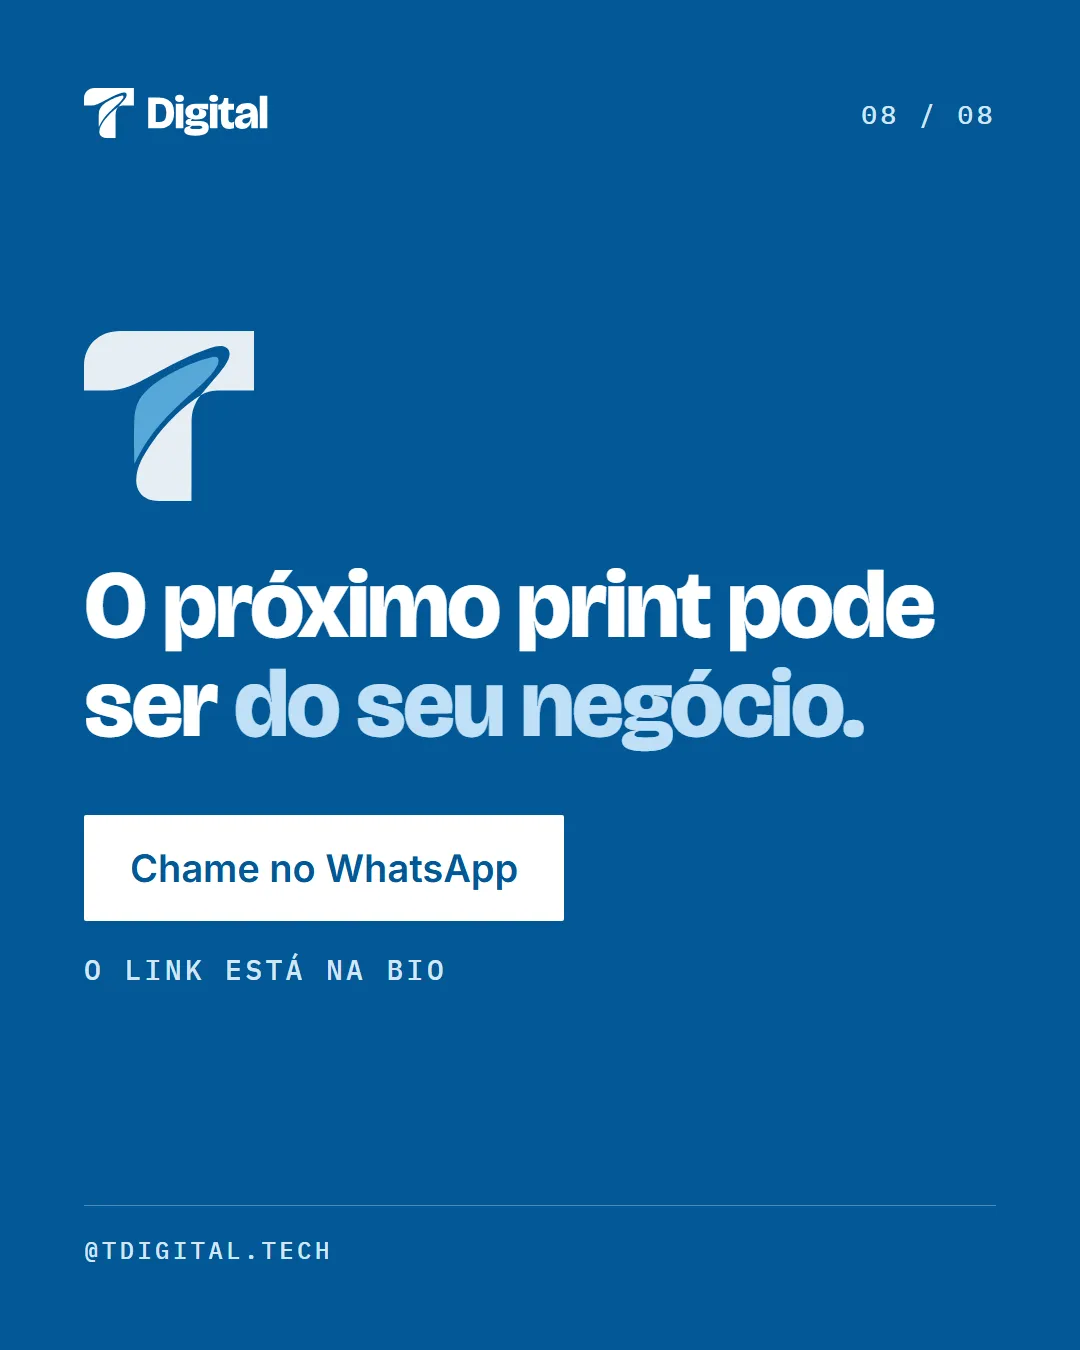 Digital
08 / 08
O próximo print pode
ser do seu negócio.
Chame no WhatsApp
O LINK ESTÁ NA BIO
@TDIGITAL.TECH